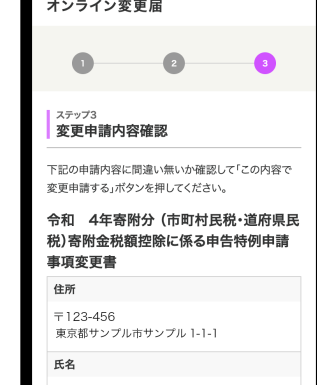 オンライン変更届
1 2 3
ステップ3
変更申請内容確認
下記の申請内容に間違い無いか確認して「この内容で
変更申請する」ボタンを押してください。
令和　4年寄附分（市町村民税・道府県民
税）寄附金税額控除に係る申告特例申請
事項変更書
住所
〒123-456
東京都サンプル市サンプル 1-1-1
氏名